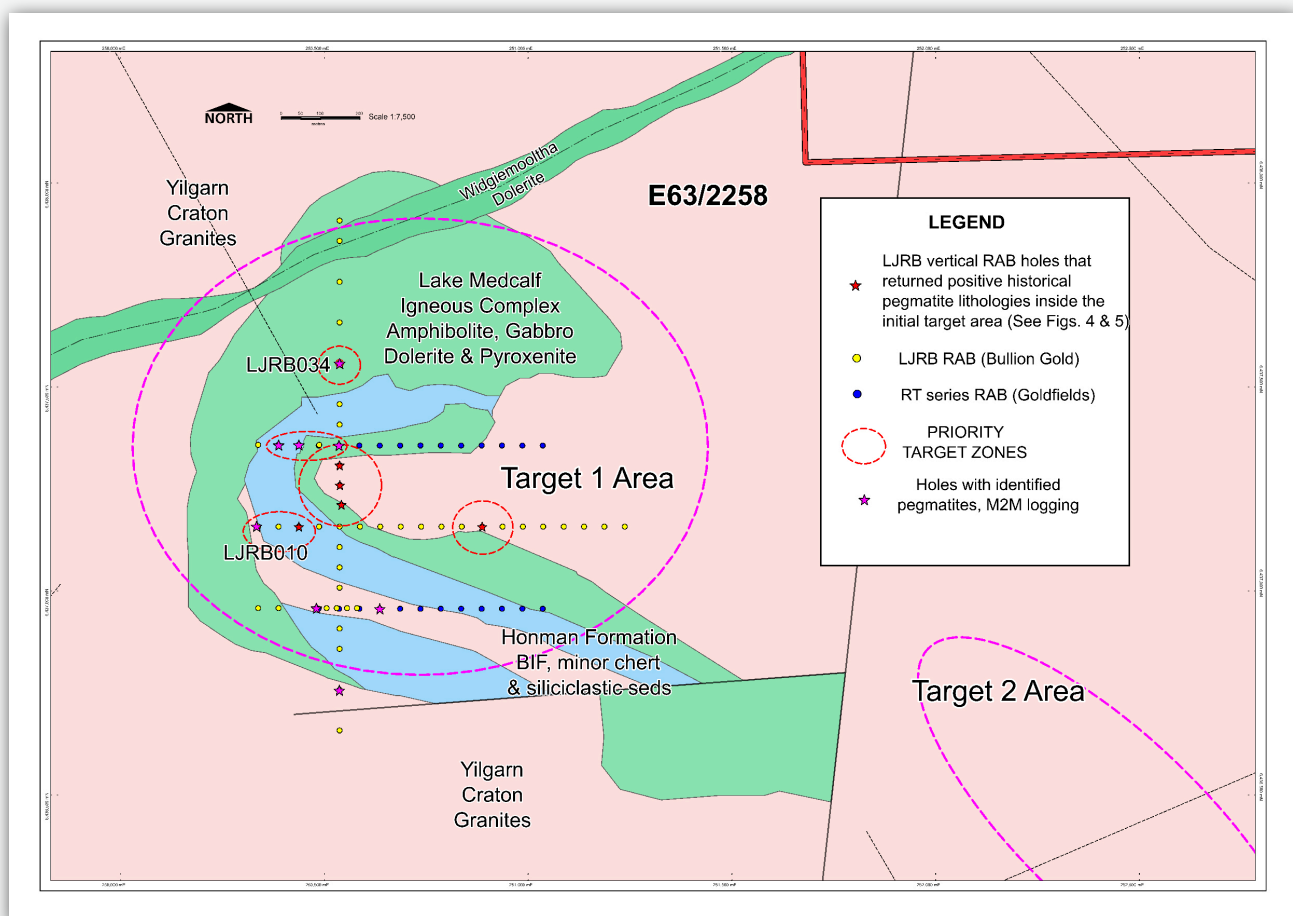 NORTH
Scale 1:7,500
metres
Widgiemooltha
Dolerite
E63/2258
Yilgarn
Craton
Granites
Lake Medcalf
Igneous Complex
Amphibolite, Gabbro
Dolerite & Pyroxenite
LJRB034
Target 1 Area
LJRB010
Honman Formation
BIF, minor chert
& siliciclastic seds
Target 2 Area
Yilgarn
Craton
Granites
LEGEND
LJRB vertical RAB holes that
returned positive historical
pegmatite lithologies inside the
initial target area (See Figs. 4 & 5)
LJRB RAB (Bullion Gold)
RT series RAB (Goldfields)
PRIORITY
TARGET ZONES
Holes with identified
pegmatites, M2M logging